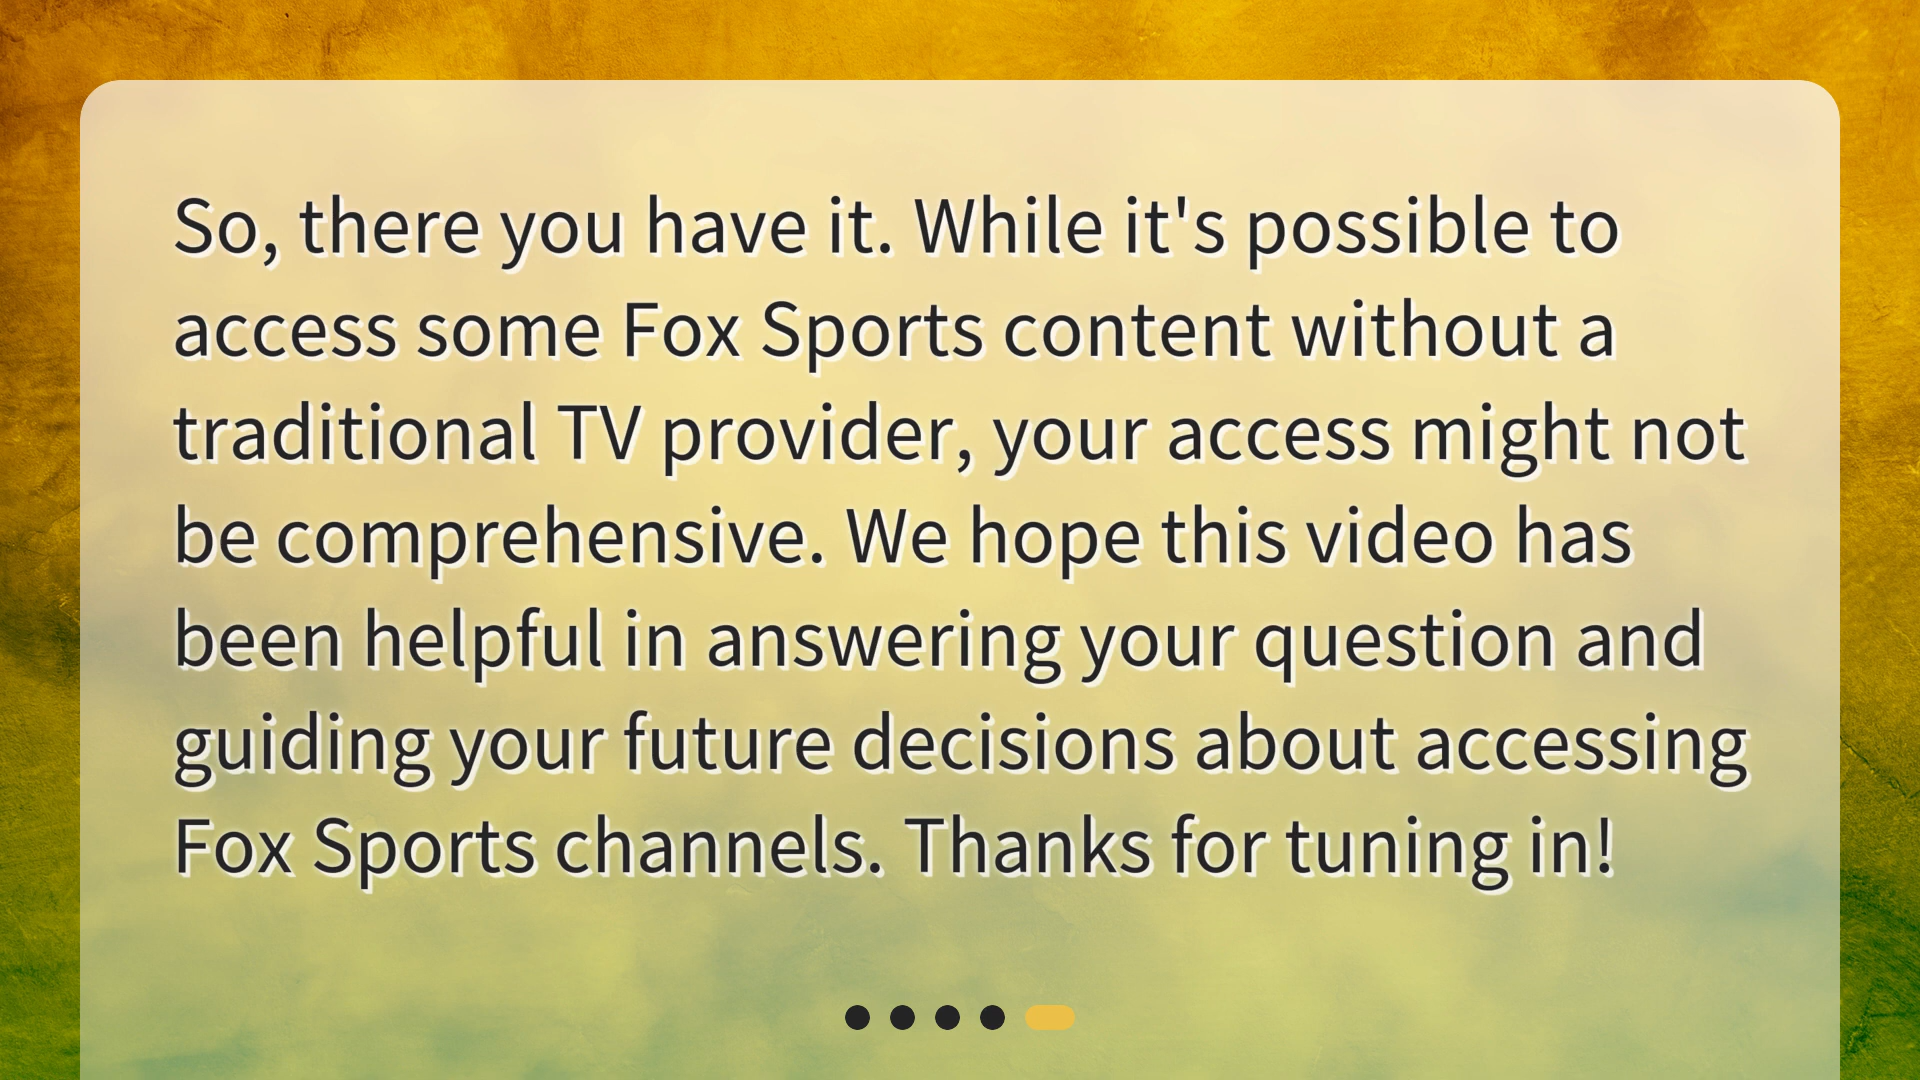 So, there you have it. While it's possible to
access some Fox Sports content without a
traditional TV provider, your access might not
be comprehensive. We hope this video has
been helpful in answering your question and
guiding your future decisions about accessing
Fox Sports channels. Thanks for tuning in!